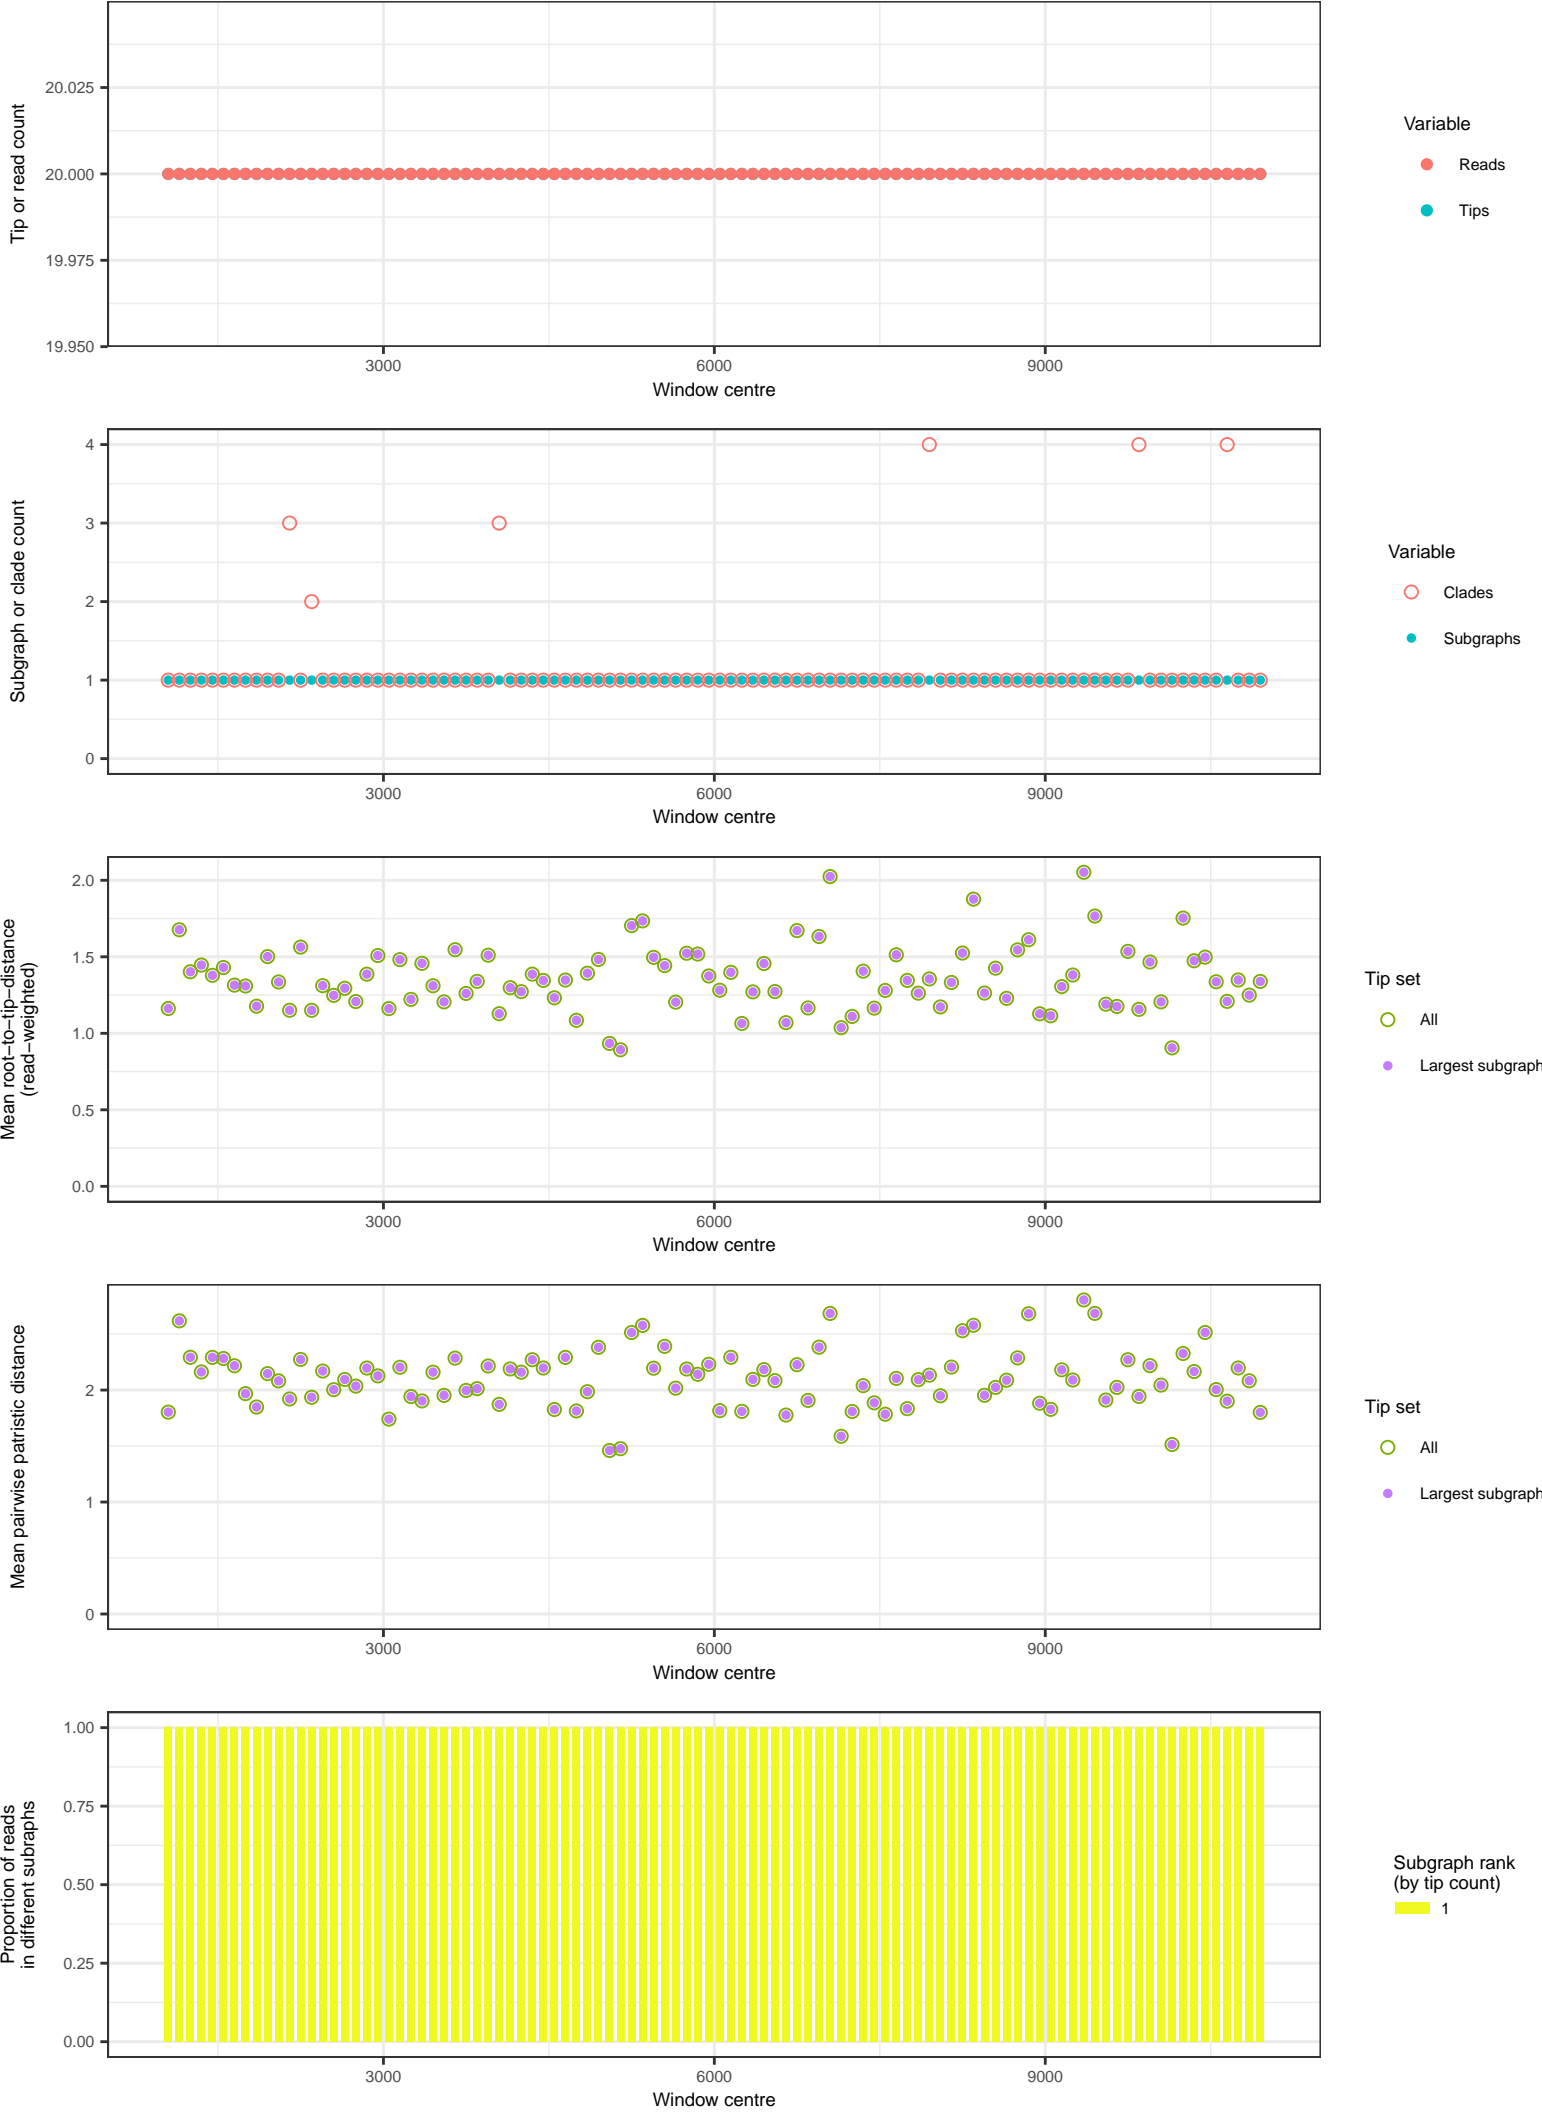 20.025
20.000
19.975
19.950
Tip or read count
3000
6000
9000
Window centre
Variable
Reads
Tips
4
3
2
1
0
Subgraph or clade count
3000
6000
9000
Window centre
Variable
Clades
Subgraphs
2.0
1.5
1.0
0.5
0.0
Mean root−to−tip−distance
(read−weighted)
3000
6000
9000
Window centre
Tip set
All
Largest subgraph
2
1
0
Mean pairwise patristic distance
3000
6000
9000
Window centre
Tip set
All
Largest subgraph
1.00
0.75
0.50
0.25
0.00
Proportion of reads
in different subraphs
3000
6000
9000
Window centre
Subgraph rank
(by tip count)
1